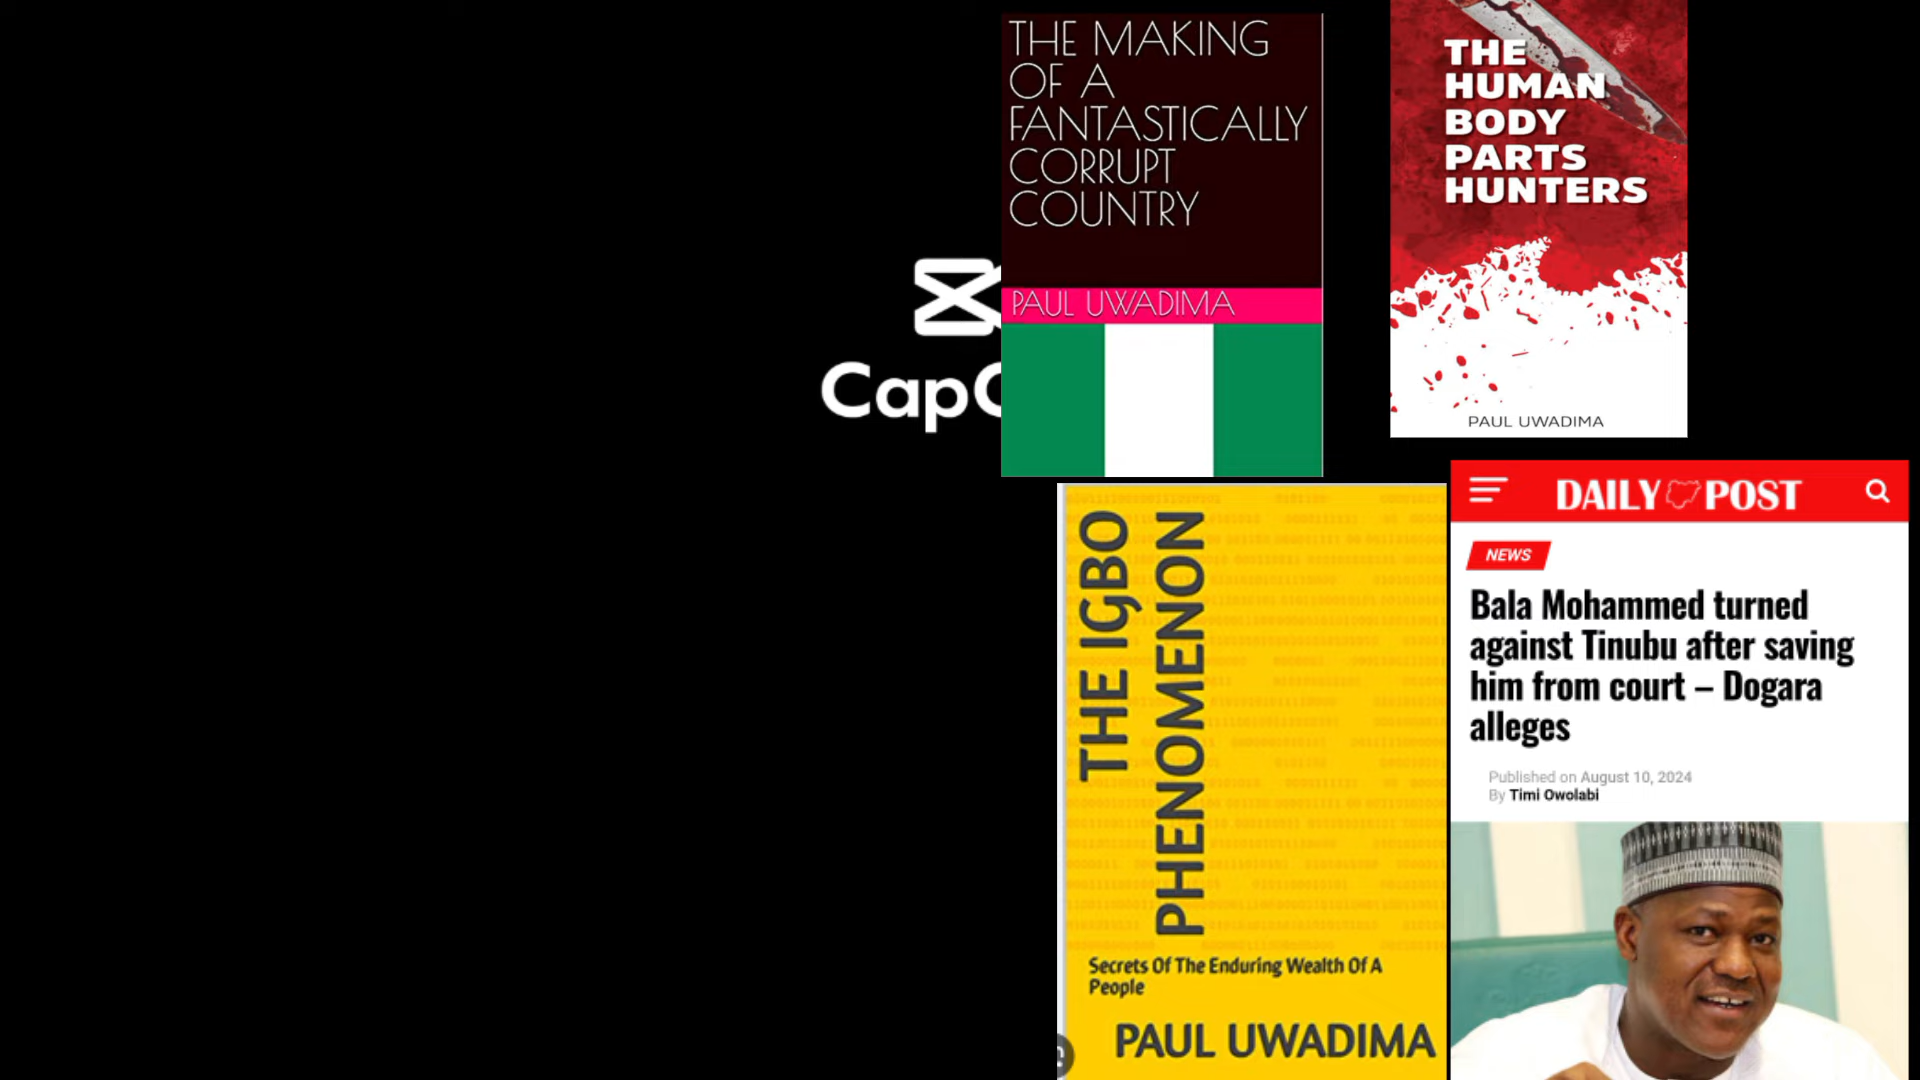 THE MAKING
OF A
FANTASTICALLY
CORRUPT
COUNTRY
PAUL UWADIMA
THE
HUMAN
BODY
PARTS
HUNTERS
PAUL UWADIMA
Cap
THE IGBO
PHENOMENON
Secrets Of The Enduring Wealth Of A
People
PAUL UWADIMA
DAILY POST
NEWS
Bala Mohammed turned
against Tinubu after saving
him from court – Dogara
alleges
Published on August 10, 2024
By Timi Owolabi